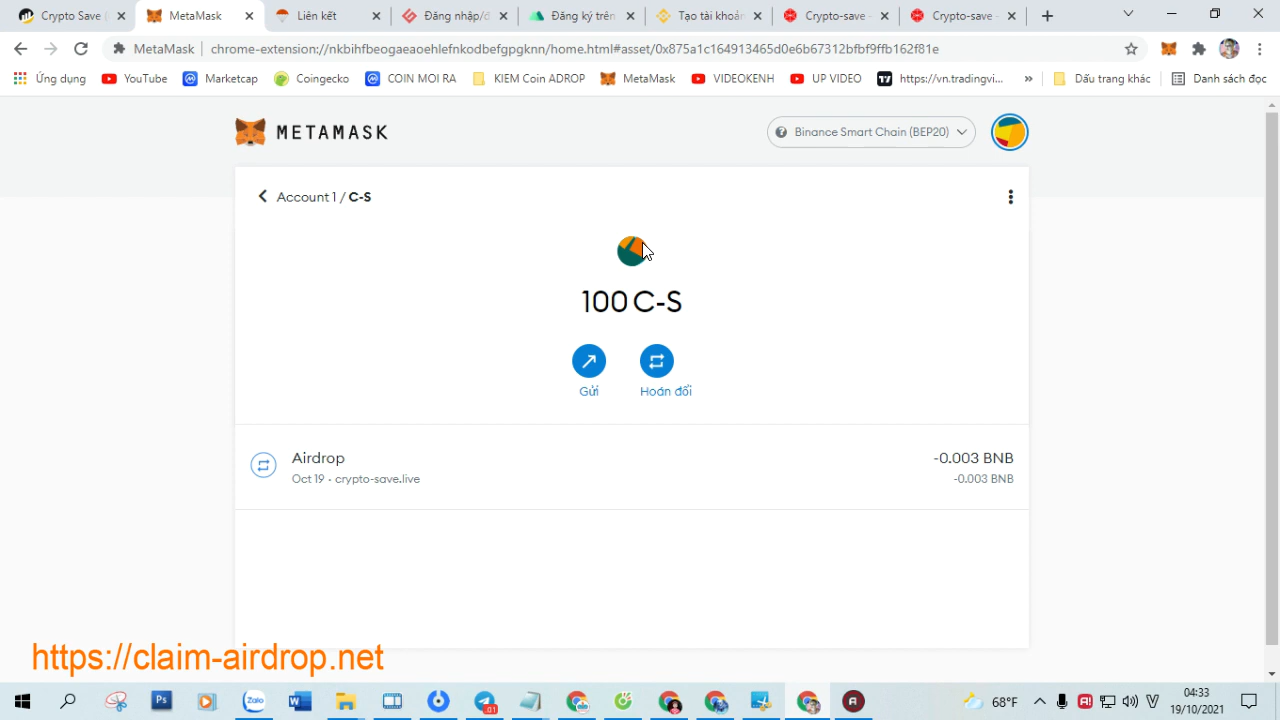 Crypto Save (
MetaMask
Liên kết
Đăng nhập/đ
Đăng ký trên
Tạo tài khoản
Crypto-save -
Crypto-save -
MetaMask
chrome-extension://nkbihfbeogaeaoehlefnkodbefgpgknn/home.html#asset/0x875a1c164913465d0e6b67312bfbf9ffb162f81e
Ứng dụng
YouTube
Marketcap
Coingecko
COIN MOI RA
KIEM Coin ADROP
MetaMask
VIDEOKENH
UP VIDEO
https://vn.tradingvi...
»
Dấu trang khác
Danh sách đọc
METAMASK
Binance Smart Chain (BEP20)
Account 1 / C-S
100 C-S
Gửi
Hoán đổi
Airdrop
-0.003 BNB
Oct 19 · crypto-save.live
-0.003 BNB
https://claim-airdrop.net
Ps
Zalo
W
01
68°F
V
04:33
19/10/2021